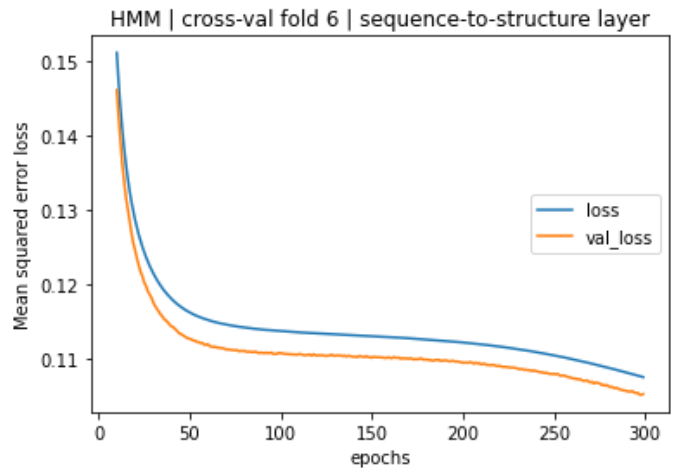 HMM | cross-val fold 6 | sequence-to-structure layer
Mean squared error loss
0.15
0.14
0.13
0.12
0.11
loss
val_loss
0 50 100 150 200 250 300
epochs